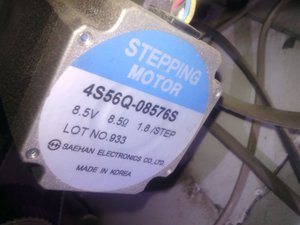 STEPPING
MOTOR
4S56Q-08576S
8.5V 8.5Ω 1.8/STEP
LOT NO.933
SAEHAN ELECTRONICS CO.,LTD.
MADE IN KOREA